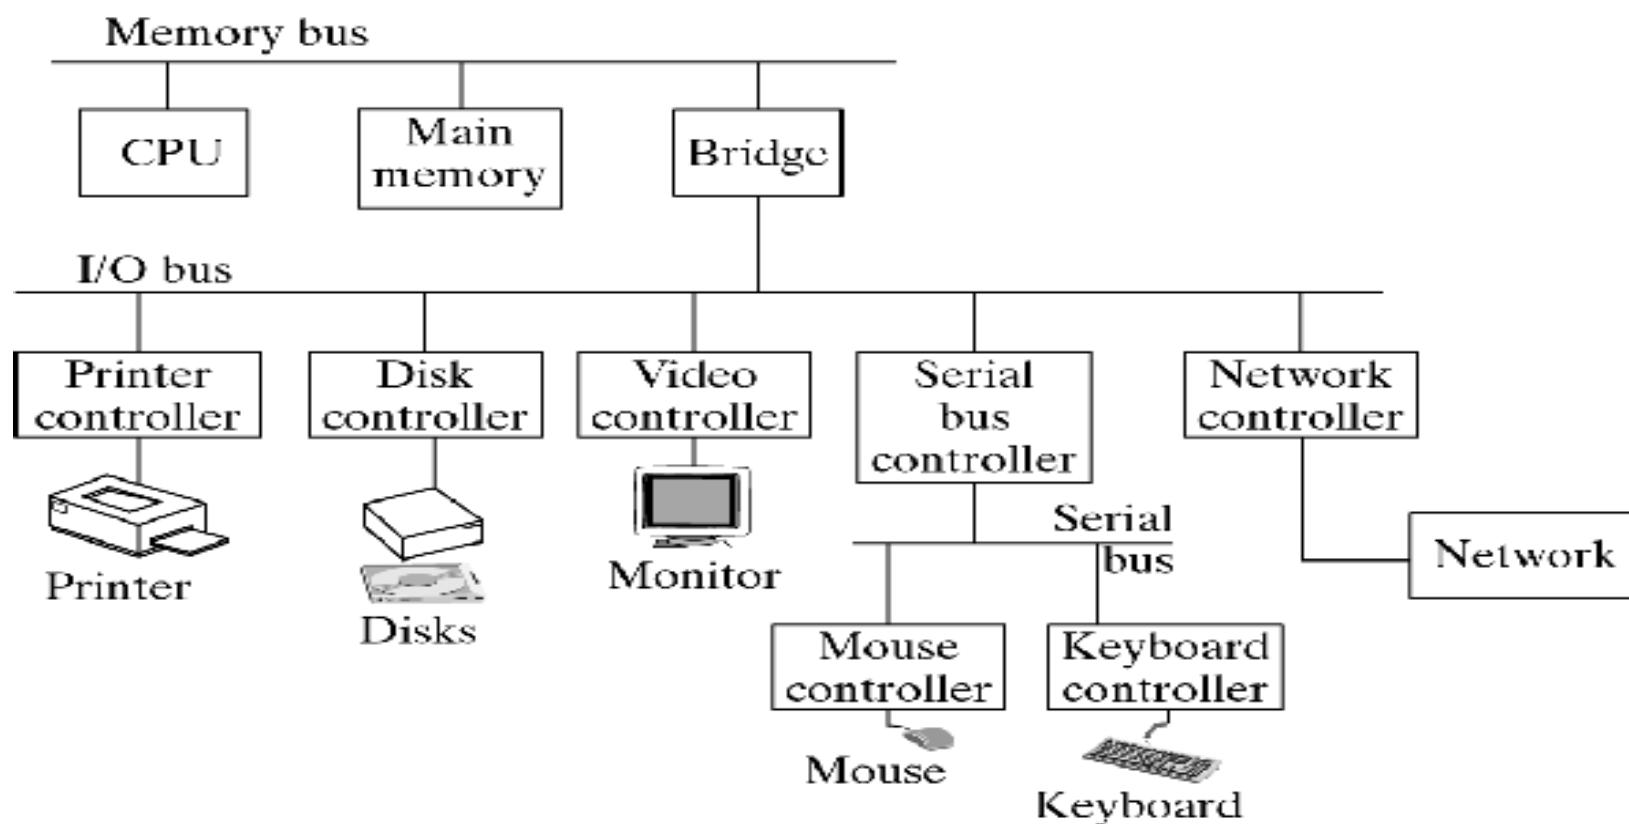 Memory bus
CPU
Main
memory
Bridge
I/O bus
Printer
controller
Disk
controller
Video
controller
Serial
bus
controller
Network
controller
Printer
Disks
Monitor
Serial
bus
Network
Mouse
controller
Keyboard
controller
Mouse
Keyboard